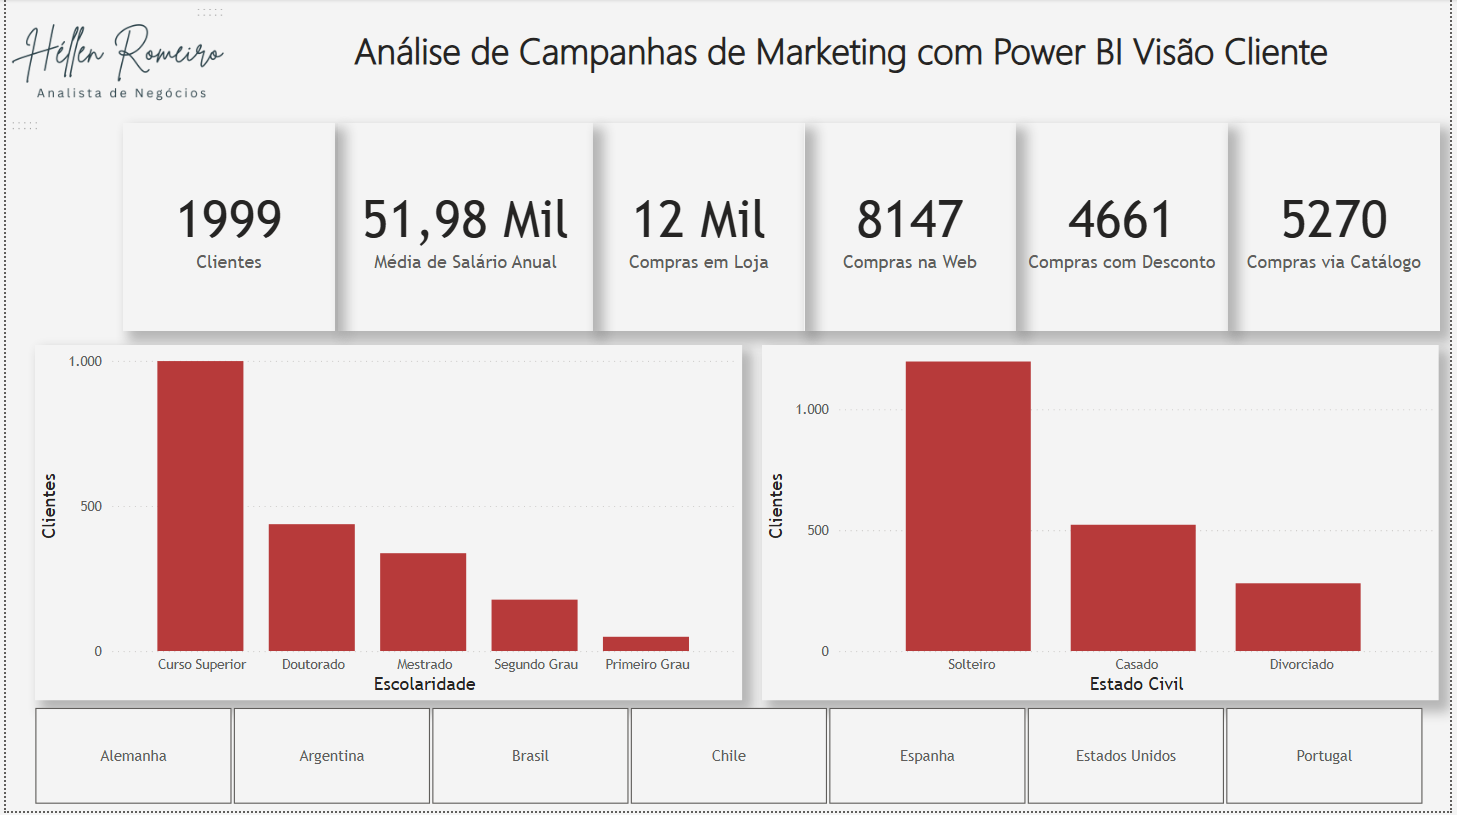 Héllen Romeiro
Analista de Negócios
Análise de Campanhas de Marketing com Power BI Visão Cliente
1999
Clientes
51,98 Mil
Média de Salário Anual
12 Mil
Compras em Loja
8147
Compras na Web
4661
Compras com Desconto
5270
Compras via Catálogo
Clientes
1.000
500
0
Curso Superior Doutorado Mestrado Segundo Grau Primeiro Grau
Escolaridade
Clientes
1.000
500
0
Solteiro Casado Divorciado
Estado Civil
Alemanha Argentina Brasil Chile Espanha Estados Unidos Portugal